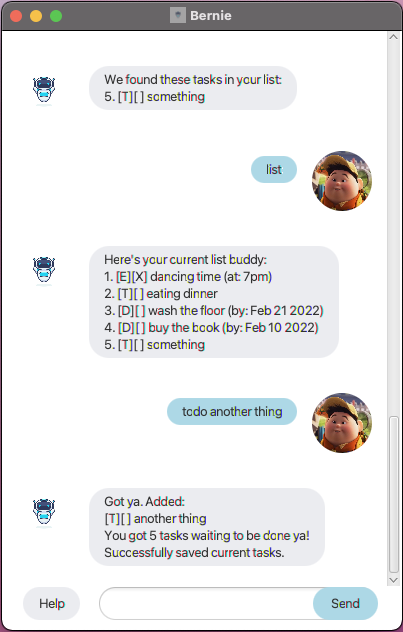 Bernie
We found these tasks in your list:
5. [T][ ] something
list
Here's your current list buddy:
1. [E][X] dancing time (at: 7pm)
2. [T][ ] eating dinner
3. [D][ ] wash the floor (by: Feb 21 2022)
4. [D][ ] buy the book (by: Feb 10 2022)
5. [T][ ] something
todo another thing
Got ya. Added:
[T][ ] another thing
You got 5 tasks waiting to be done ya!
Successfully saved current tasks.
Help
Send